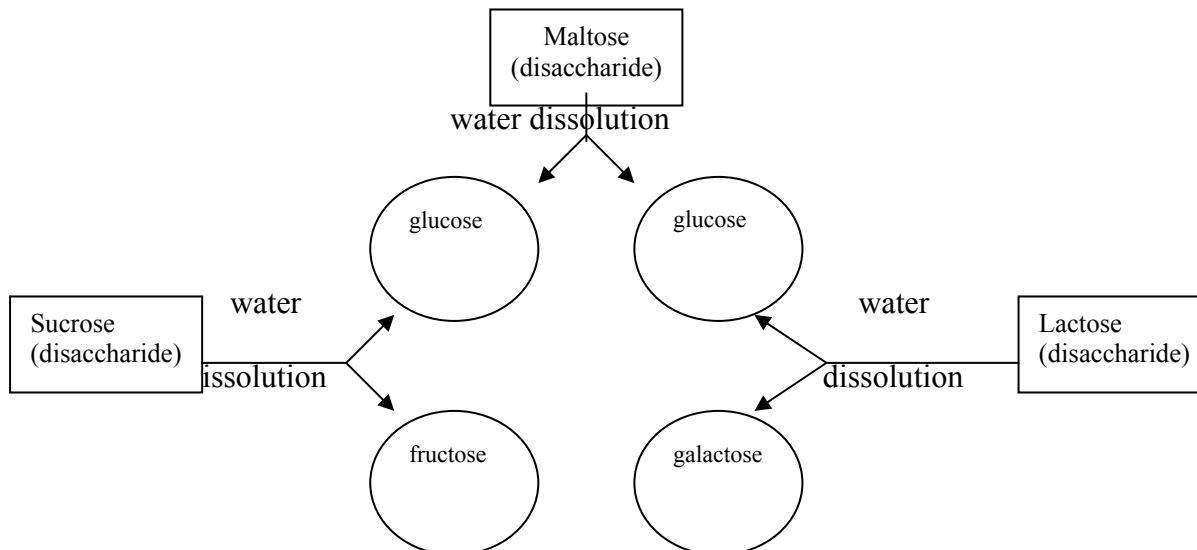 Maltose
(disaccharide)
water dissolution
glucose
glucose
water
water
Sucrose
(disaccharide)
Lactose
(disaccharide)
issolution
dissolution
fructose
galactose